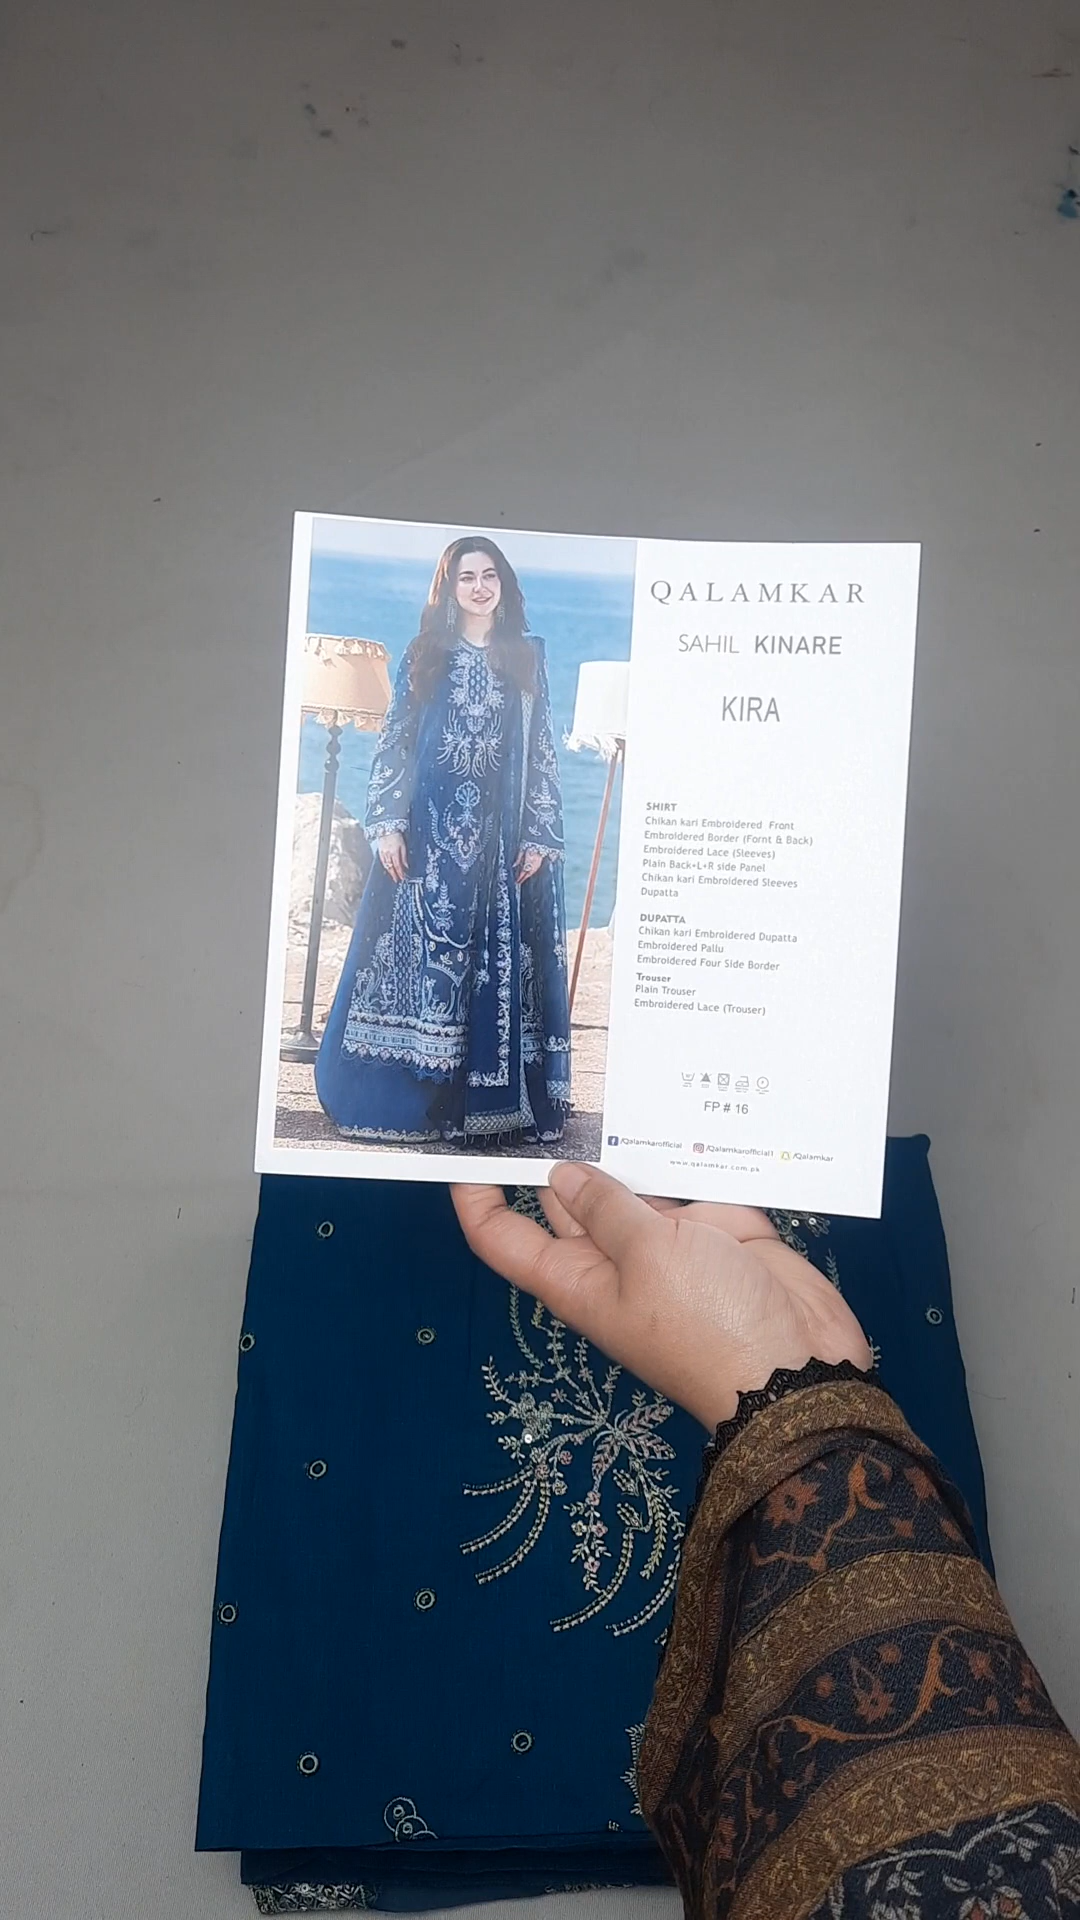 QALAMKAR
SAHIL KINARE
KIRA
SHIRT
Chikan kari Embroidered Front
Embroidered Border (Fornt & Back)
Embroidered Lace (Sleeves)
Plain Back+L+R side Panel
Chikan kari Embroidered Sleeves
Dupatta
DUPATTA
Chikan kari Embroidered Dupatta
Embroidered Pallu
Embroidered Four Side Border
Trouser
Plain Trouser
Embroidered Lace (Trouser)
FP # 16
/Qalamkarofficial /Qalamkarofficial1 /Qalamkar
www.qalamkar.com.pk